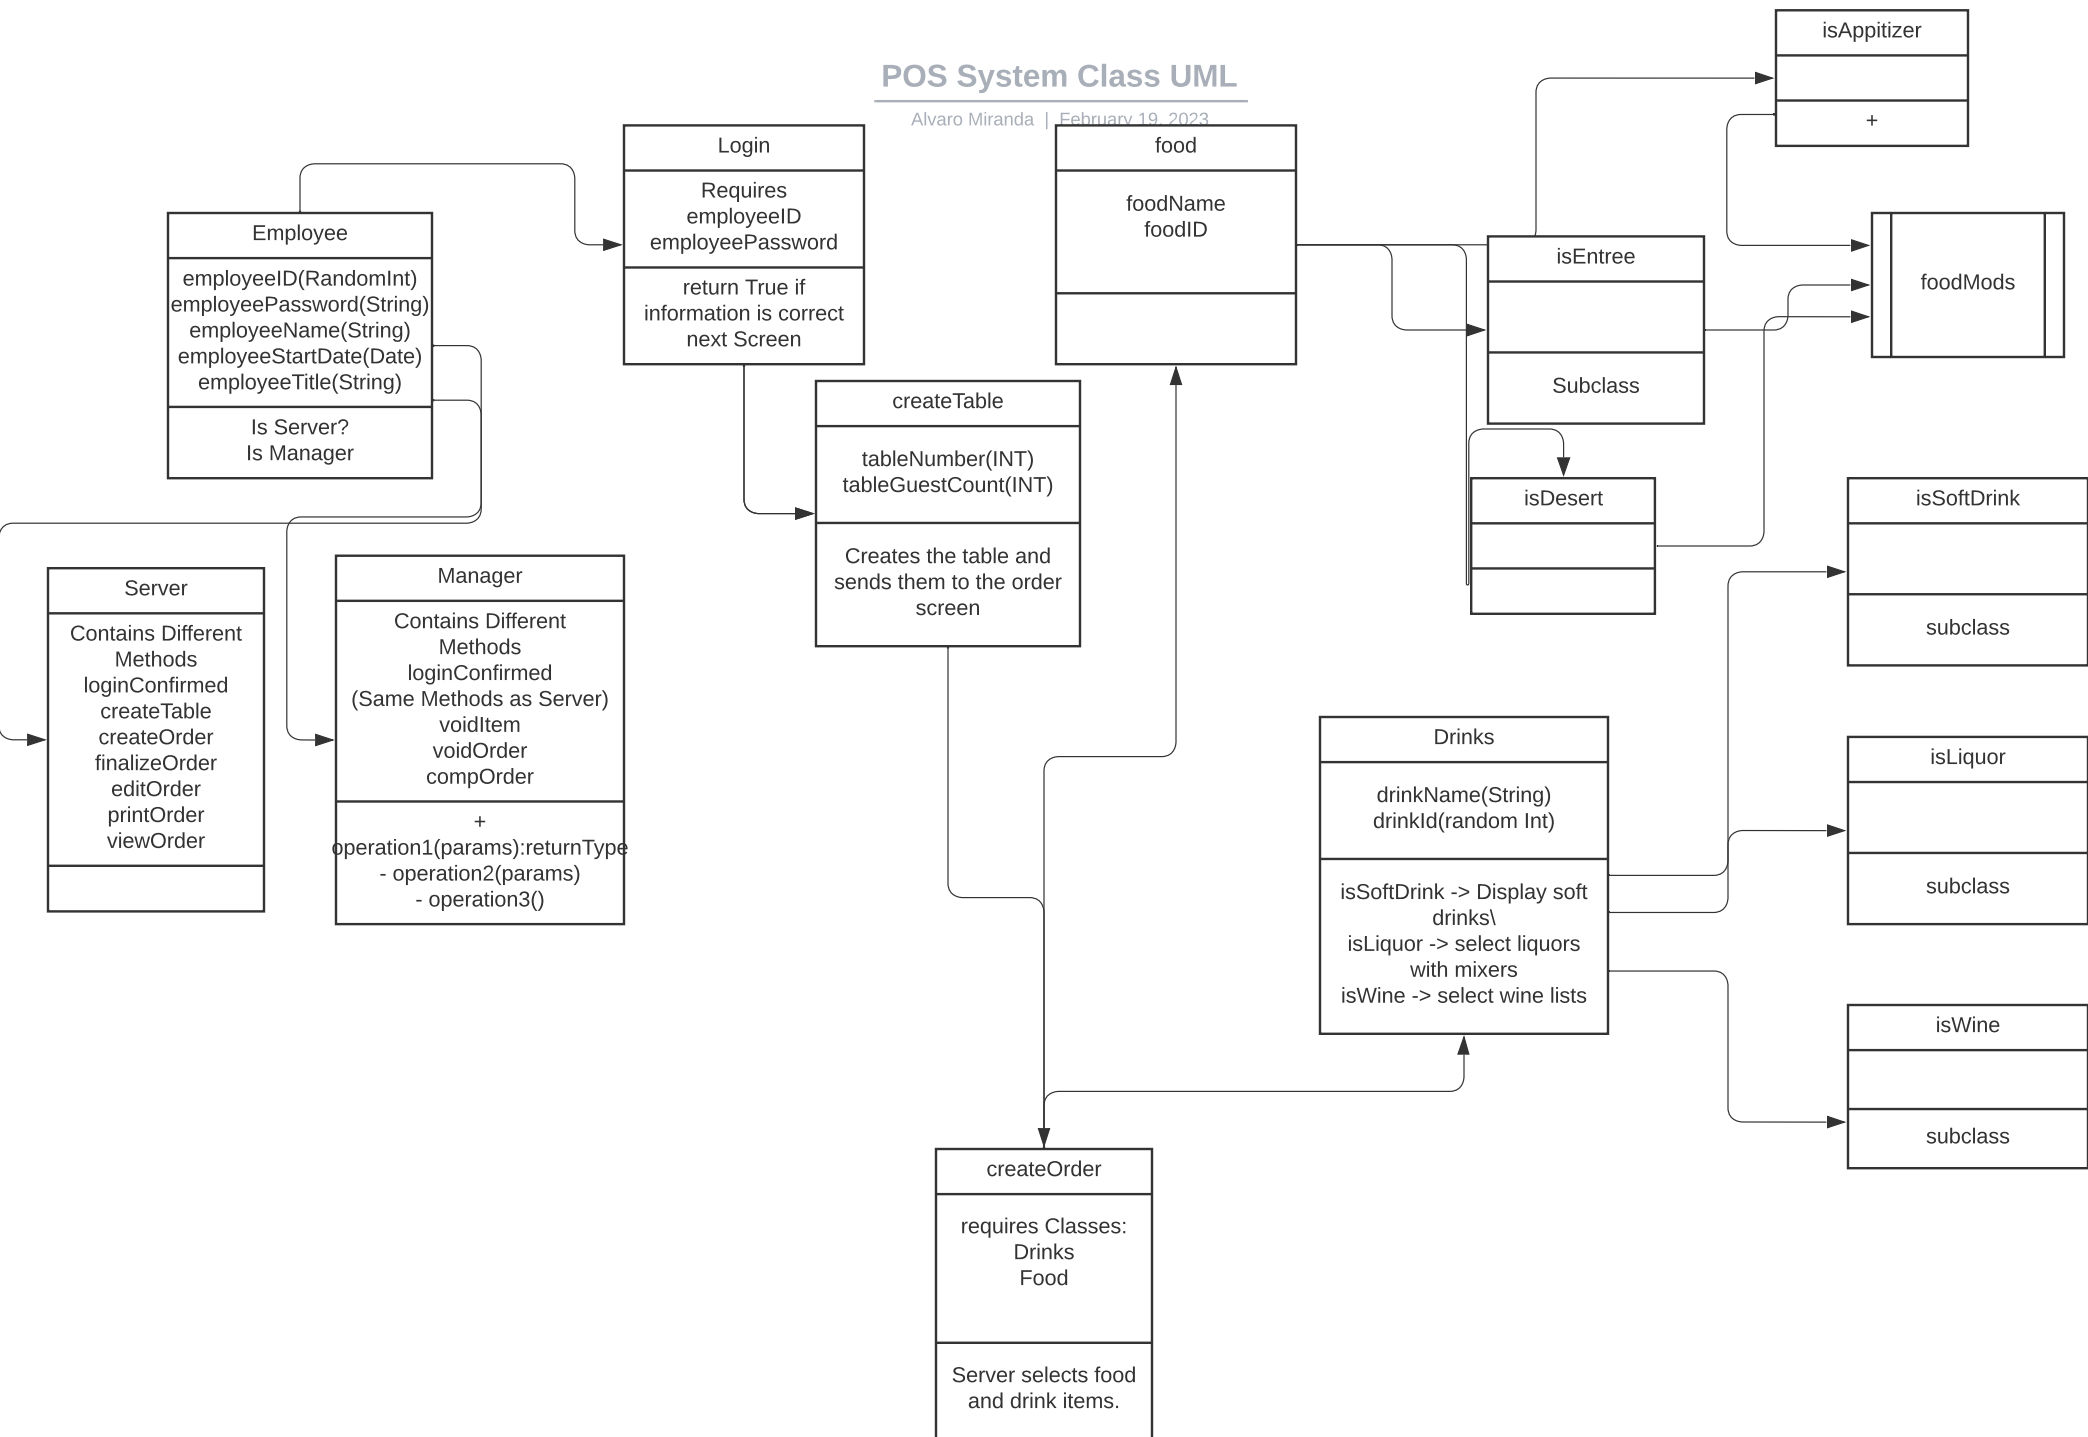 POS System Class UML
Alvaro Miranda | February 19, 2023
isAppitizer
+
Login
Requires
employeeID
employeePassword
return True if
information is correct
next Screen
food
foodName
foodID
Employee
employeeID(RandomInt)
employeePassword(String)
employeeName(String)
employeeStartDate(Date)
employeeTitle(String)
Is Server?
Is Manager
isEntree
Subclass
foodMods
createTable
tableNumber(INT)
tableGuestCount(INT)
Creates the table and
sends them to the order
screen
isDesert
isSoftDrink
subclass
Server
Contains Different
Methods
loginConfirmed
createTable
createOrder
finalizeOrder
editOrder
printOrder
viewOrder
Manager
Contains Different
Methods
loginConfirmed
(Same Methods as Server)
voidItem
voidOrder
compOrder
+
operation1(params):returnType
- operation2(params)
- operation3()
Drinks
drinkName(String)
drinkId(random Int)
isSoftDrink -> Display soft
drinks\
isLiquor -> select liquors
with mixers
isWine -> select wine lists
isLiquor
subclass
isWine
subclass
createOrder
requires Classes:
Drinks
Food
Server selects food
and drink items.